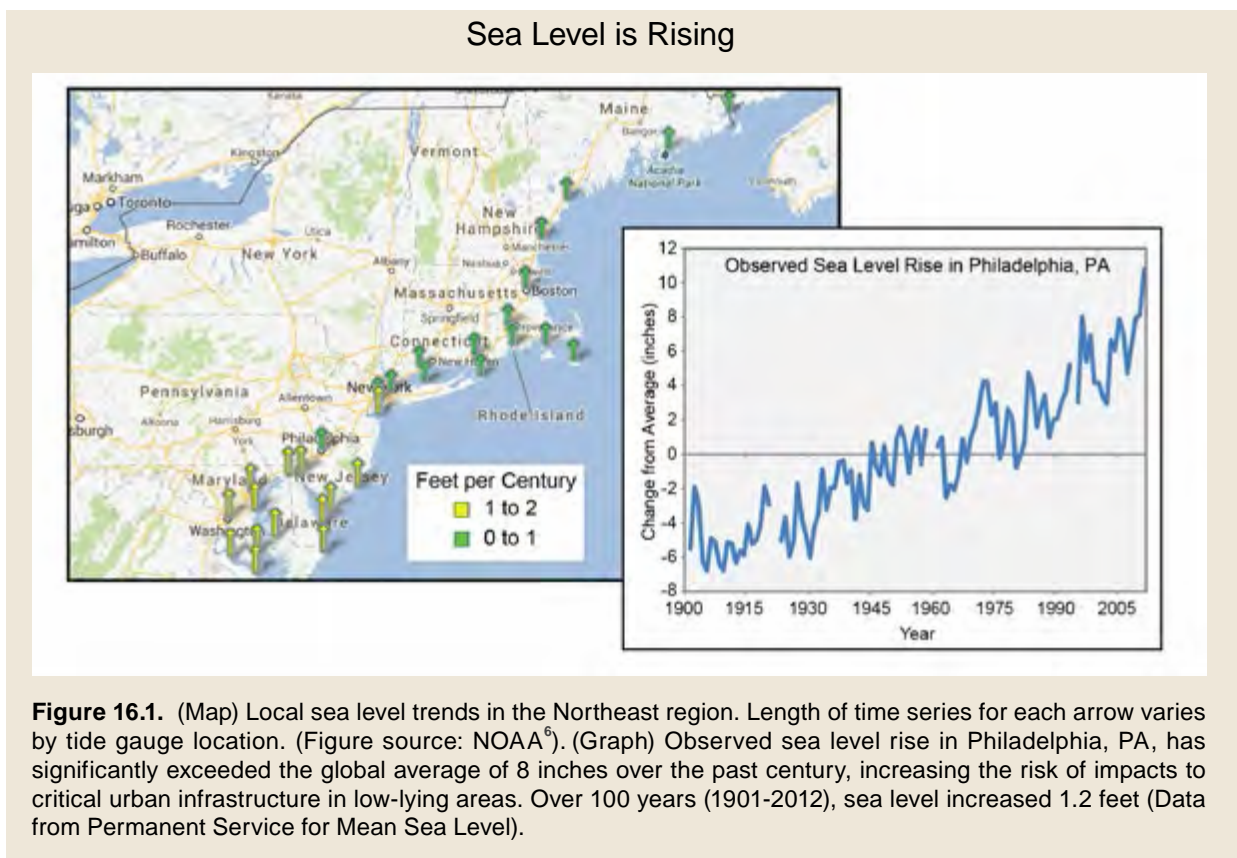 Sea Level is Rising
Kingston
Markham
Toronto
Rochester
Buffalo
New York
Utica
Albany
Vermont
Maine
Bangor
Acadia
National Park
Yarmouth
New
Hampshire
Manchester
Nashua
Massachusetts
Boston
Springfield
Providence
Connecticut
New Haven
Rhode Island
New York
Pennsylvania
Allentown
Altoona
Harrisburg
York
Philadelphia
Maryland
New Jersey
Delaware
Washington
Feet per Century
1 to 2
0 to 1
Observed Sea Level Rise in Philadelphia, PA
Change from Average (inches)
12
10
8
6
4
2
0
-2
-4
-6
-8
1900 1915 1930 1945 1960 1975 1990 2005
Year
Figure 16.1. (Map) Local sea level trends in the Northeast region. Length of time series for each arrow varies
by tide gauge location. (Figure source: NOAA6). (Graph) Observed sea level rise in Philadelphia, PA, has
significantly exceeded the global average of 8 inches over the past century, increasing the risk of impacts to
critical urban infrastructure in low-lying areas. Over 100 years (1901-2012), sea level increased 1.2 feet (Data
from Permanent Service for Mean Sea Level).